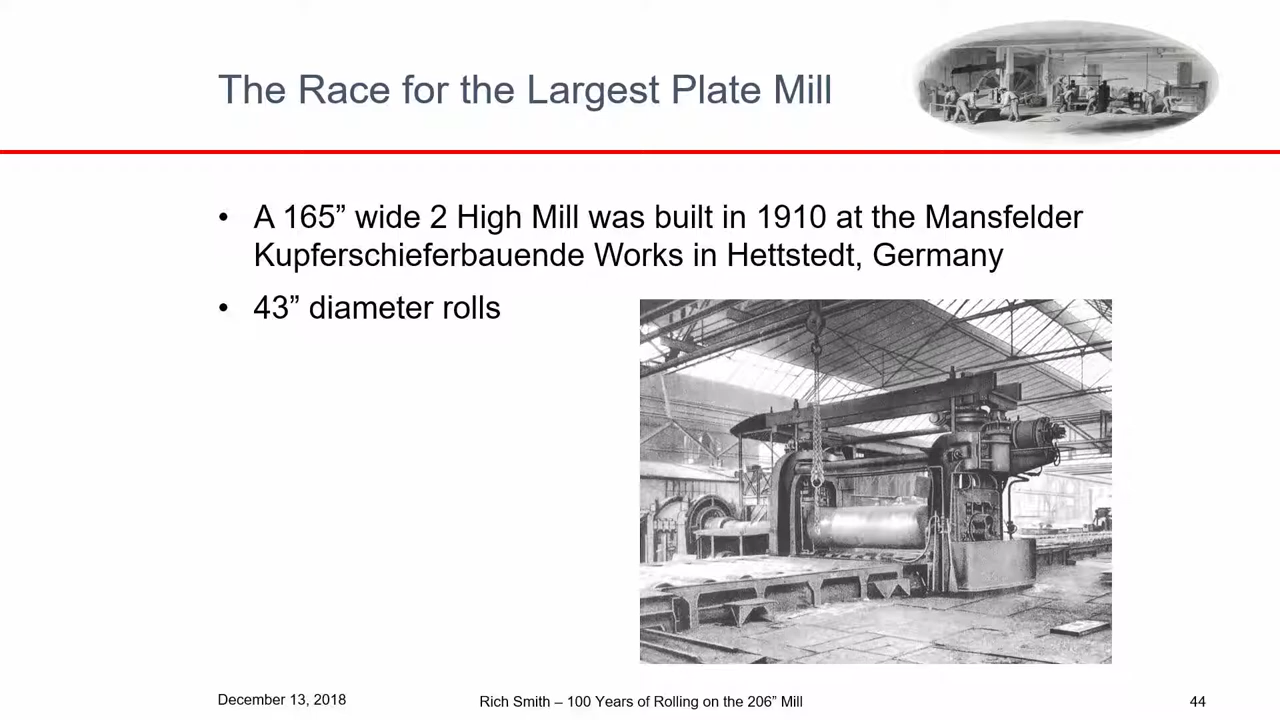 The Race for the Largest Plate Mill
• A 165” wide 2 High Mill was built in 1910 at the Mansfelder
Kupferschieferbauende Works in Hettstedt, Germany
• 43” diameter rolls
December 13, 2018
Rich Smith – 100 Years of Rolling on the 206” Mill
44